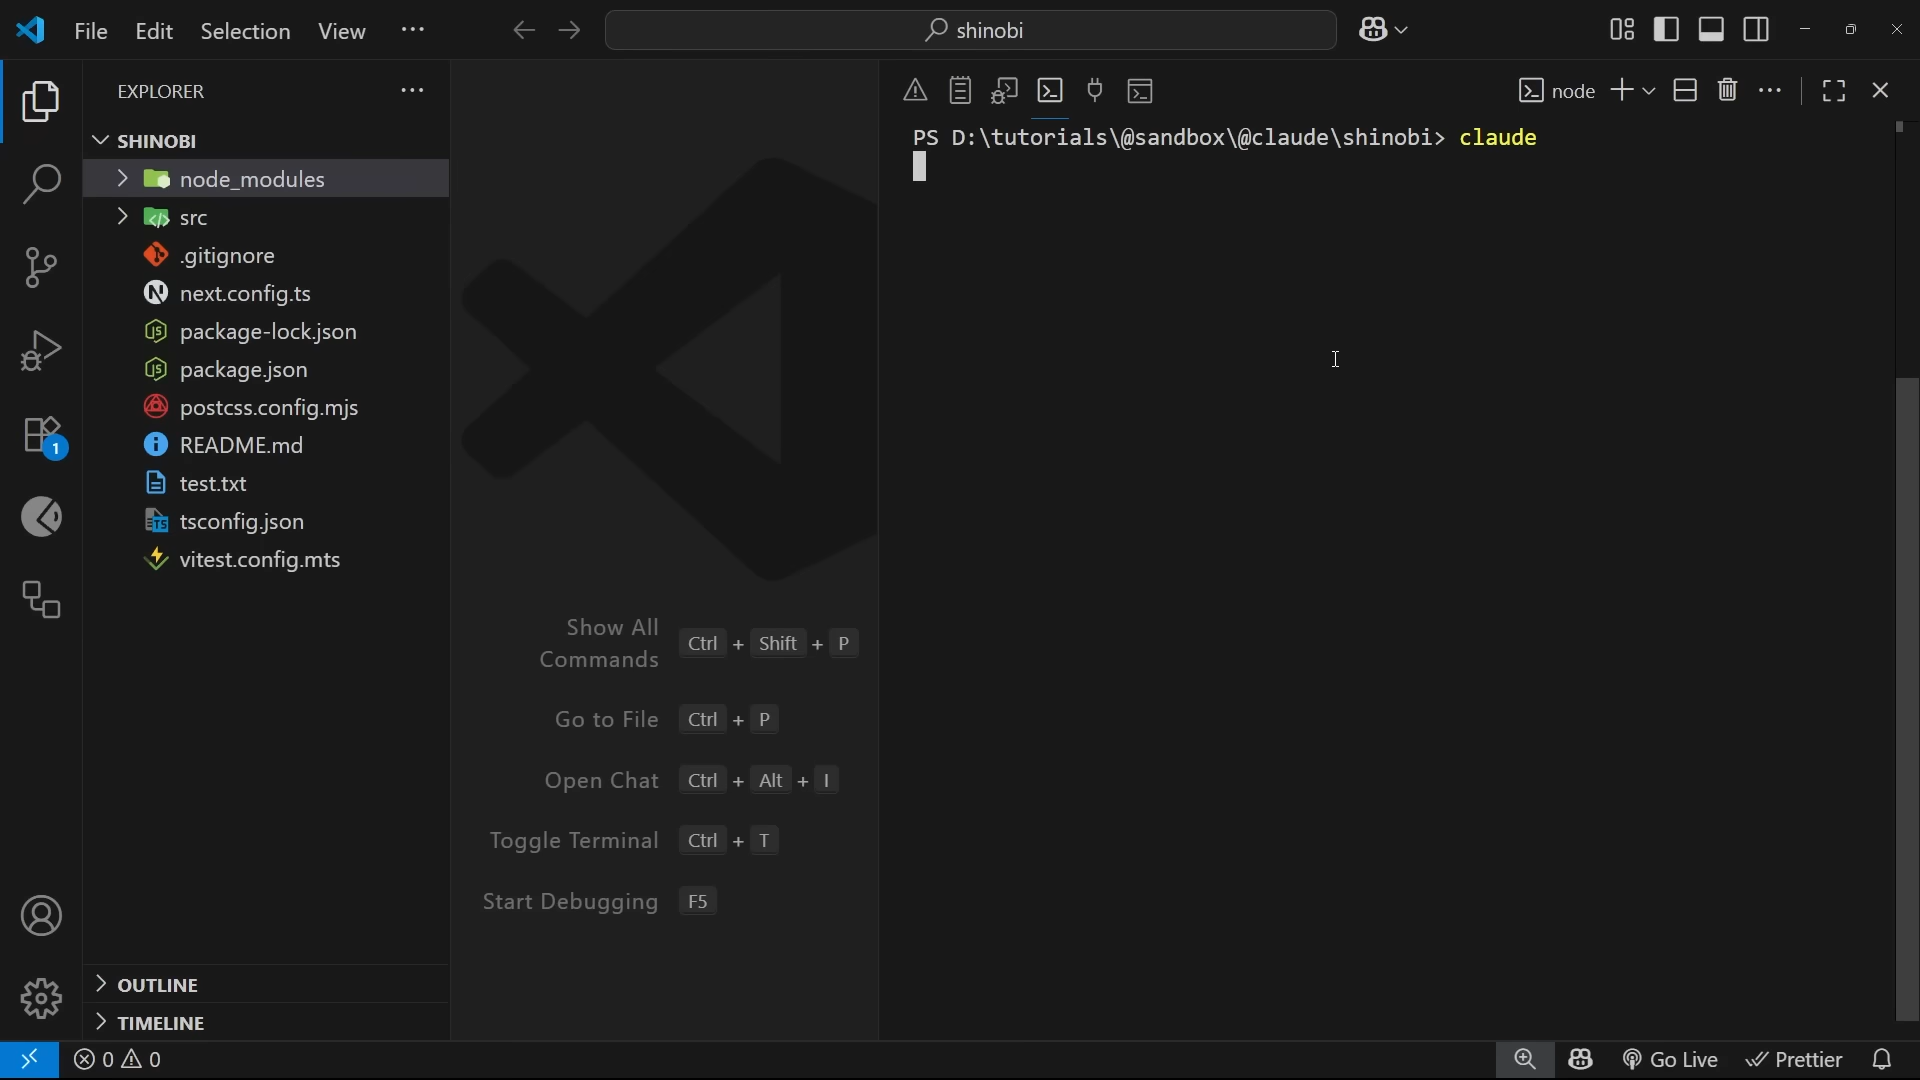 File Edit Selection View ···
shinobi
EXPLORER ···
SHINOBI
node_modules
src
.gitignore
next.config.ts
package-lock.json
package.json
postcss.config.mjs
README.md
test.txt
tsconfig.json
vitest.config.mts
OUTLINE
TIMELINE
1
Show All
Commands Ctrl + Shift + P
Go to File Ctrl + P
Open Chat Ctrl + Alt + I
Toggle Terminal Ctrl + T
Start Debugging F5
node
PS D:\tutorials\@sandbox\@claude\shinobi> claude
0 0
Go Live
Prettier